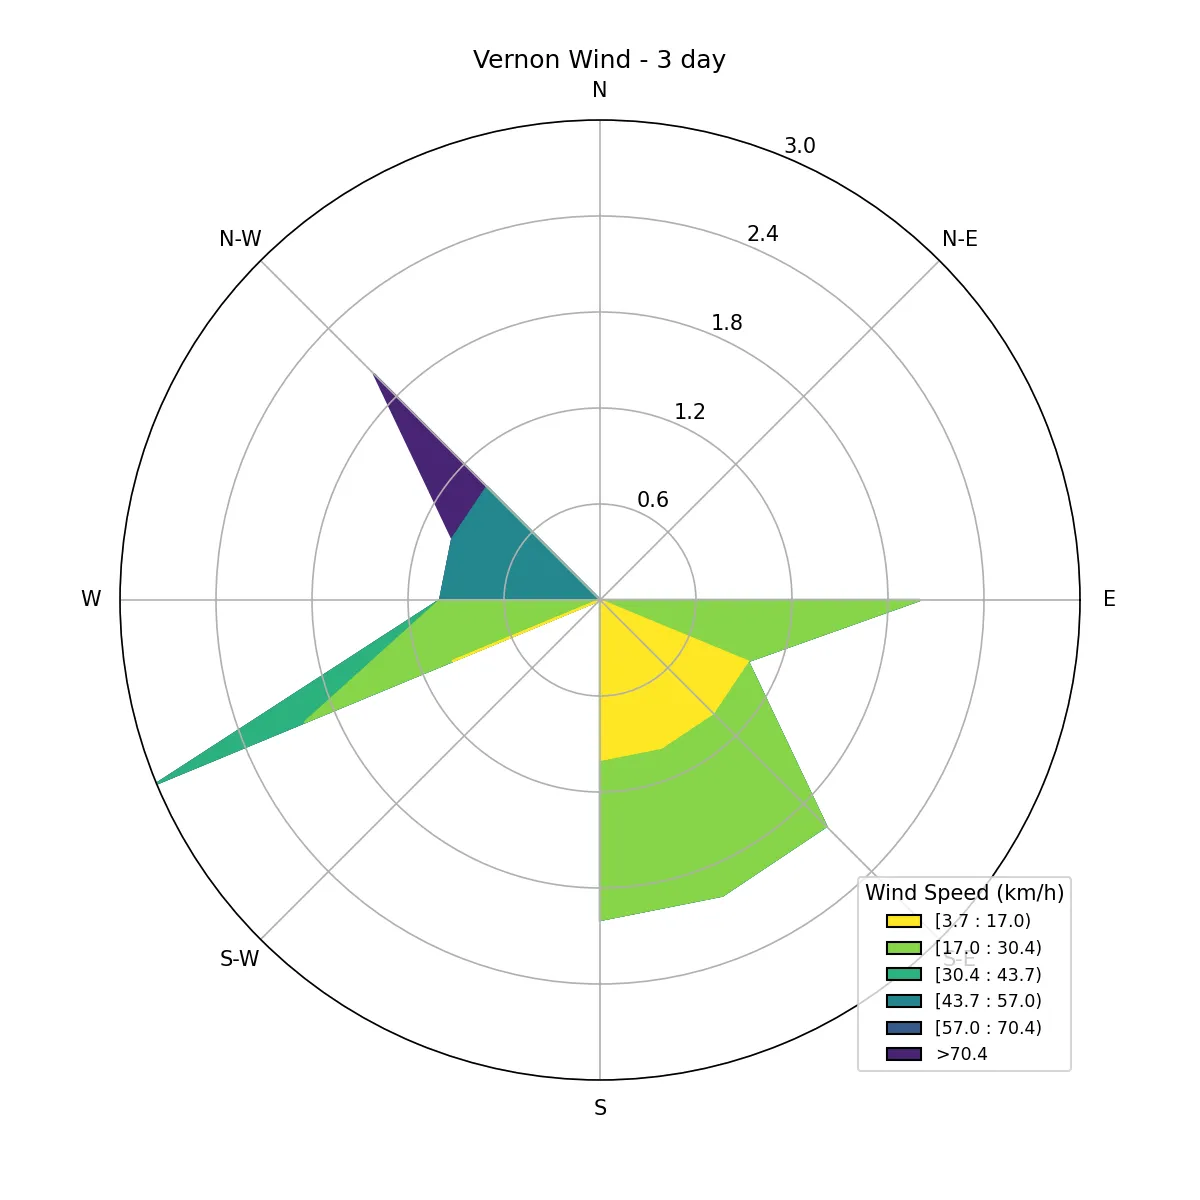 Vernon Wind - 3 day
N
3.0
N-W
N-E
2.4
1.8
1.2
0.6
W
E
S-W
S-E
S
Wind Speed (km/h)
[3.7 : 17.0)
[17.0 : 30.4)
[30.4 : 43.7)
[43.7 : 57.0)
[57.0 : 70.4)
>70.4